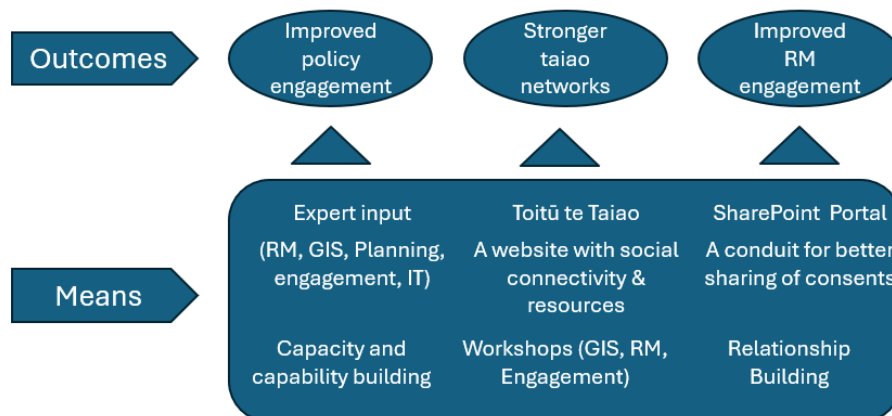 Outcomes
Improved
policy
engagement
Stronger
taiao
networks
Improved
RM
engagement
Means
Expert input
(RM, GIS, Planning,
engagement, IT)
Capacity and
capability building
Toitū te Taiao
A website with social
connectivity &
resources
Workshops (GIS, RM,
Engagement)
SharePoint Portal
A conduit for better
sharing of consents
Relationship
Building